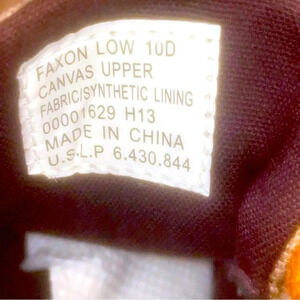 FAXON LOW 10D
CANVAS UPPER
FABRIC/SYNTHETIC LINING
00001629 H13
MADE IN CHINA
U.S.L.P 6.430.844